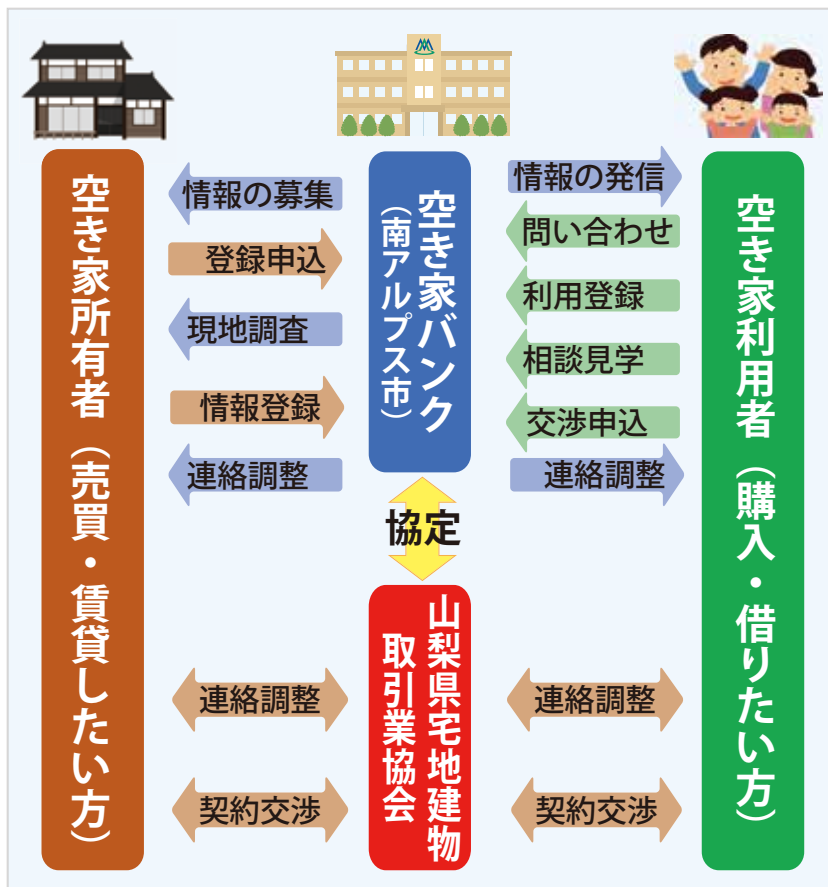 空き家所有者（売買・賃貸したい方）
情報の募集
登録申込
現地調査
情報登録
連絡調整
空き家バンク
（南アルプス市）
情報の発信
問い合わせ
利用登録
相談見学
交渉申込
連絡調整
空き家利用者（購入・借りたい方）
協定
山梨県宅地建物
取引業協会
連絡調整
契約交渉
連絡調整
契約交渉